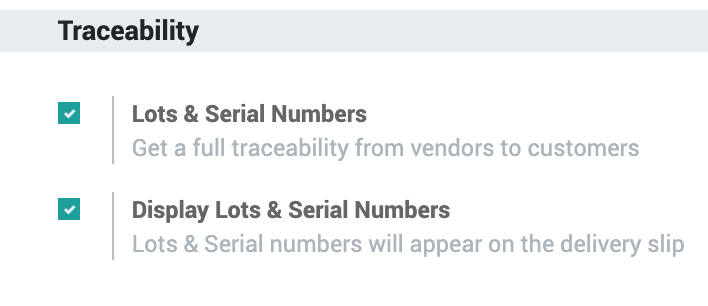 Traceability
Lots & Serial Numbers
Get a full traceability from vendors to customers
Display Lots & Serial Numbers
Lots & Serial numbers will appear on the delivery slip